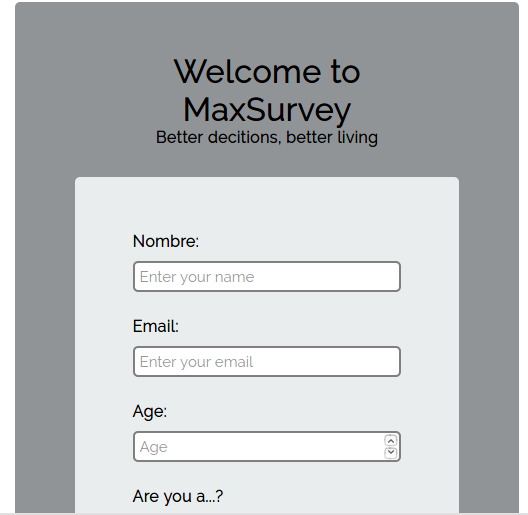 Welcome to
MaxSurvey
Better decitions, better living
Nombre:
Enter your name
Email:
Enter your email
Age:
Age
Are you a...?